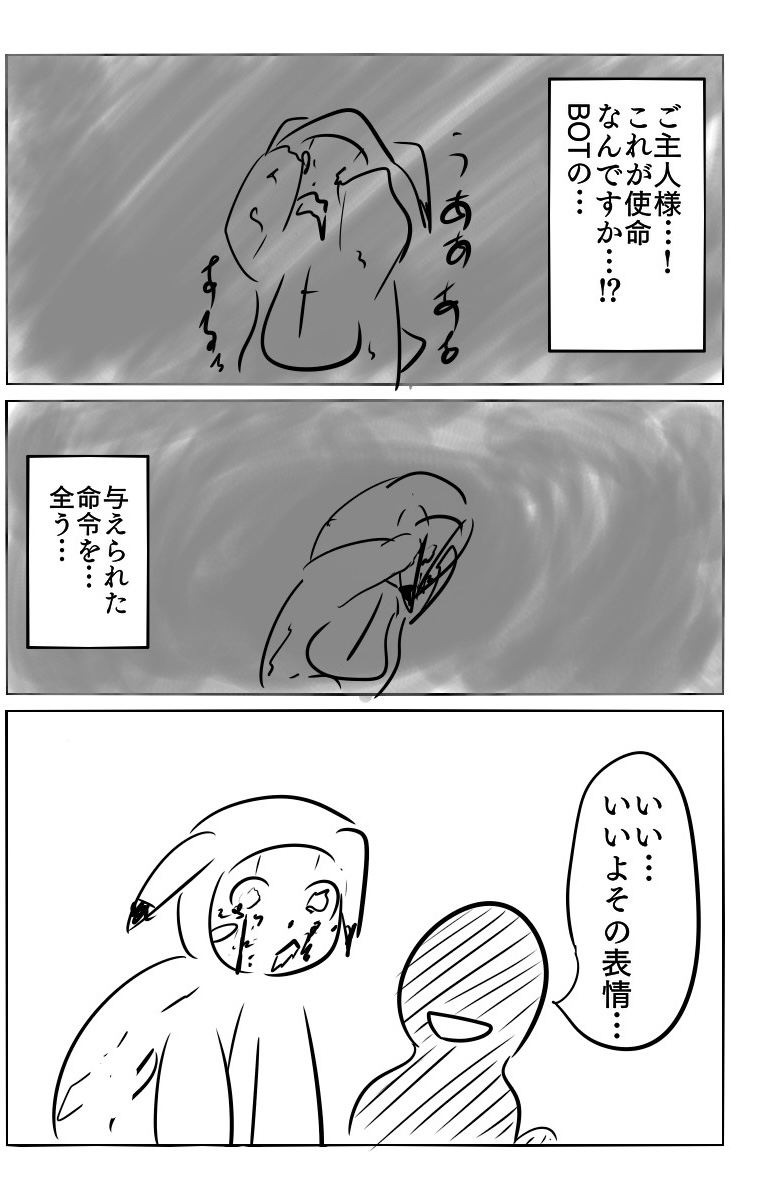 ご主人様…！
これが使命
なんですか…!?
BOTの…
うああああ
あああ
与えられた
命令を…
全う…
いい…
いいよその表情…